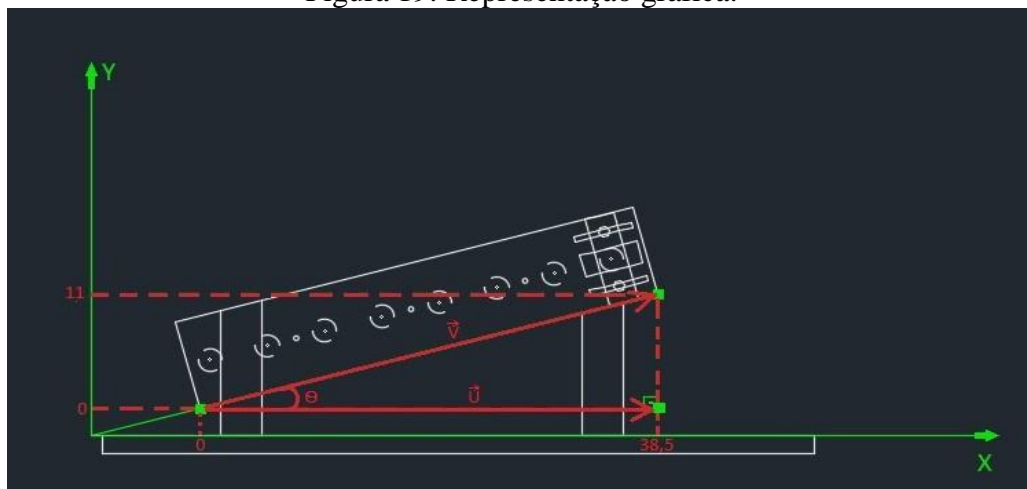 Figura 19: Representação gráfica.
Y
11
V
0
Θ
U
0
38,5
X